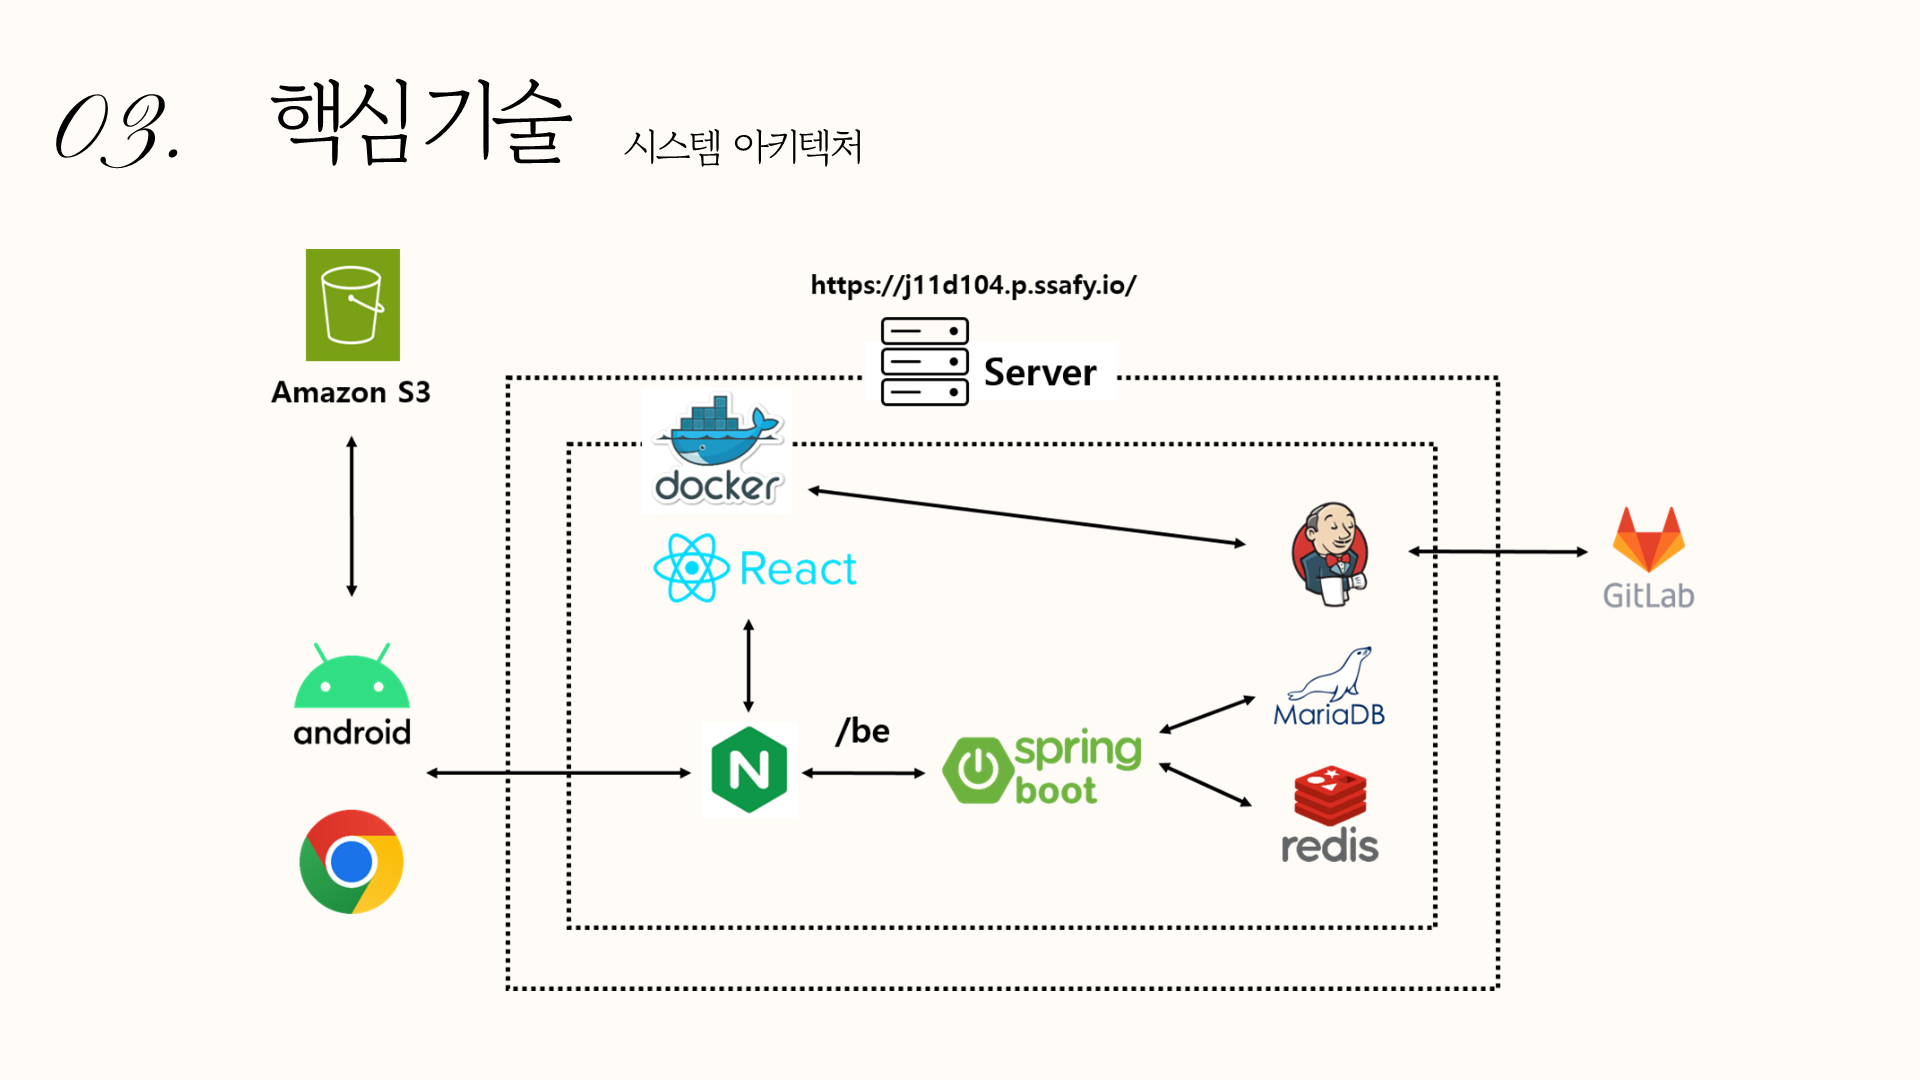 03. 핵심기술 시스템 아키텍처
https://j11d104.p.ssafy.io/
Server
Amazon S3
docker
React
GitLab
android
MariaDB
/be
N
spring
boot
redis